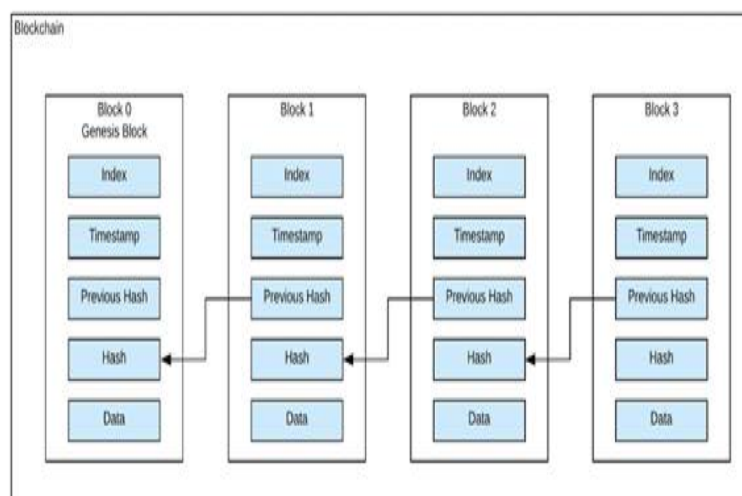 Blockchain
Block 0
Genesis Block
Index
Timestamp
Previous Hash
Hash
Data
Block 1
Index
Timestamp
Previous Hash
Hash
Data
Block 2
Index
Timestamp
Previous Hash
Hash
Data
Block 3
Index
Timestamp
Previous Hash
Hash
Data